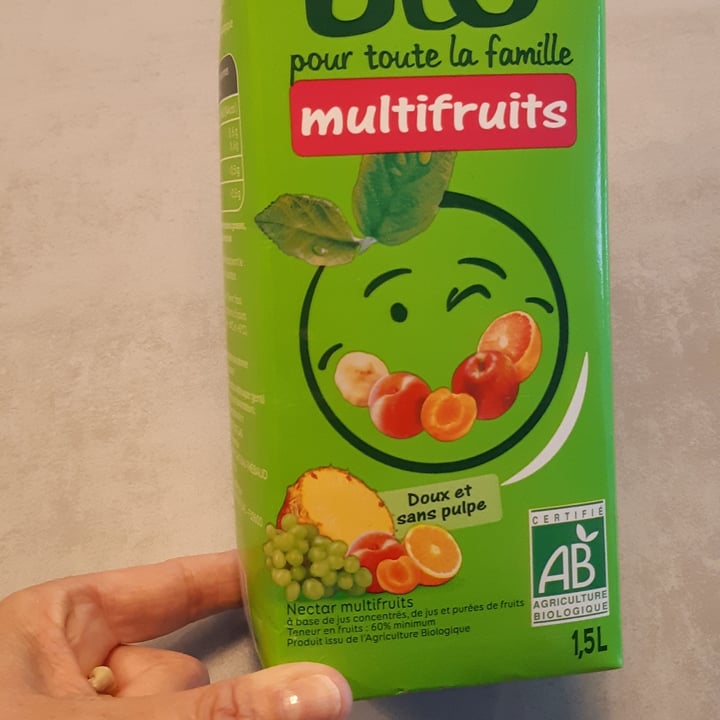 bio
pour toute la famille
multifruits
Doux et
sans pulpe
CERTIFIÉ
AB
AGRICULTURE
BIOLOGIQUE
Nectar multifruits
à base de jus concentrés, de jus et purées de fruits
Teneur en fruits : 60% minimum
Produit issu de l'Agriculture Biologique
1,5L